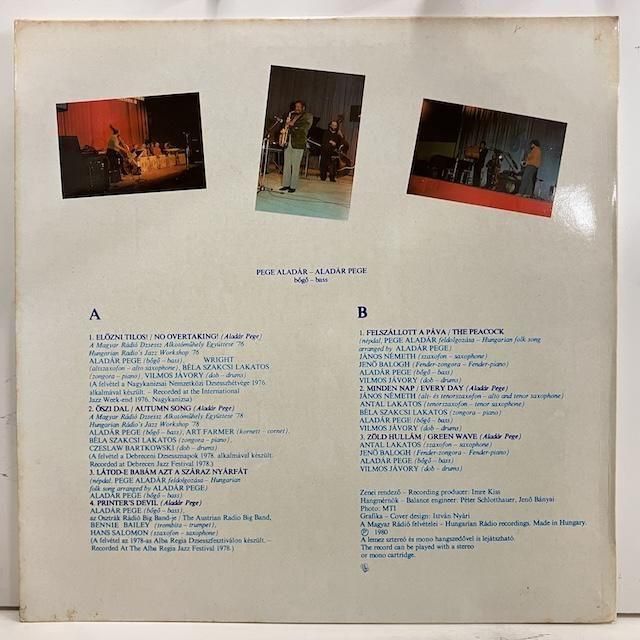 PEGE ALADÁR – ALADÁR PEGE
bőgő – bass
A
1. ELŐZNI TILOS! / NO OVERTAKING! (Aladár Pege)
A Magyar Rádió Dzsessz Alkotóműhely Együttese '76
Hungarian Radio's Jazz Workshop '76
ALADÁR PEGE (bőgő – bass) WRIGHT
(altszaxofon – alto saxophone), BÉLA SZAKCSI LAKATOS
(zongora – piano), VILMOS JÁVORY (dob – drums)
(A felvétel a Nagykanizsai Nemzetközi Dzsesszhétvége 1976.
alkalmával készült. – Recorded at the International
Jazz Week-end 1976. Nagykanizsa)
2. ŐSZI DAL / AUTUMN SONG (Aladár Pege)
A Magyar Rádió Dzsessz Alkotóműhely Együttese '78
Hungarian Radio's Jazz Workshop '78
ALADÁR PEGE (bőgő – bass), ART FARMER (kornett – cornet),
BÉLA SZAKCSI LAKATOS (zongora – piano),
CZESLAW BARTKOWSKI (dob – drums)
(A felvétel a Debreceni Dzsessznapok 1978. alkalmával készült.
Recorded at Debrecen Jazz Festival 1978.)
3. LÁTOD-E BABÁM AZT A SZÁRAZ NYÁRFÁT
(népdal, PEGE ALADÁR feldolgozása – Hungarian
folk song arranged by ALADÁR PEGE)
ALADÁR PEGE (bőgő – bass)
4. PRINTER'S DEVIL (Aladár Pege)
ALADÁR PEGE (bőgő – bass),
az Osztrák Rádió Big Band-je / The Austrian Radio Big Band,
BENNIE BAILEY (trombita – trumpet),
HANS SALOMON (szaxofon – saxophone)
(A felvétel az 1978-as Alba Regia Dzsesszfesztiválon készült. –
Recorded At The Alba Regia Jazz Festival 1978.)
B
1. FELSZÁLLOTT A PÁVA / THE PEACOCK
(népdal, PEGE ALADÁR feldolgozása – Hungarian folk song
arranged by ALADÁR PEGE)
JÁNOS NÉMETH (szaxofon – saxophone)
JENŐ BALOGH (Fender-zongora – Fender-piano)
ALADÁR PEGE (bőgő – bass)
VILMOS JÁVORY (dob – drums)
2. MINDEN NAP / EVERY DAY (Aladár Pege)
JÁNOS NÉMETH (alt- és tenorszaxofon – alto and tenor saxophone)
ANTAL LAKATOS (tenorszaxofon – tenor saxophone)
BÉLA SZAKCSI LAKATOS (zongora – piano)
ALADÁR PEGE (bőgő – bass)
VILMOS JÁVORY (dob – drums)
3. ZÖLD HULLÁM / GREEN WAVE (Aladár Pege)
ANTAL LAKATOS (szaxofon – saxophone)
JENŐ BALOGH (Fender-zongora – Fender-piano)
ALADÁR PEGE (bőgő – bass)
VILMOS JÁVORY (dob – drums)
Zenei rendező – Recording producer: Imre Kiss
Hangmérnök – Balance engineer: Péter Schlotthauer, Jenő Bányai
Photo: MTI
Grafika – Cover design: István Nyári
A Magyar Rádió felvételei – Hungarian Rádio recordings. Made in Hungary.
Ⓟ 1980
A lemez sztereó és mono hangszedővel is lejátszható.
The record can be played with a stereo
or mono cartridge.